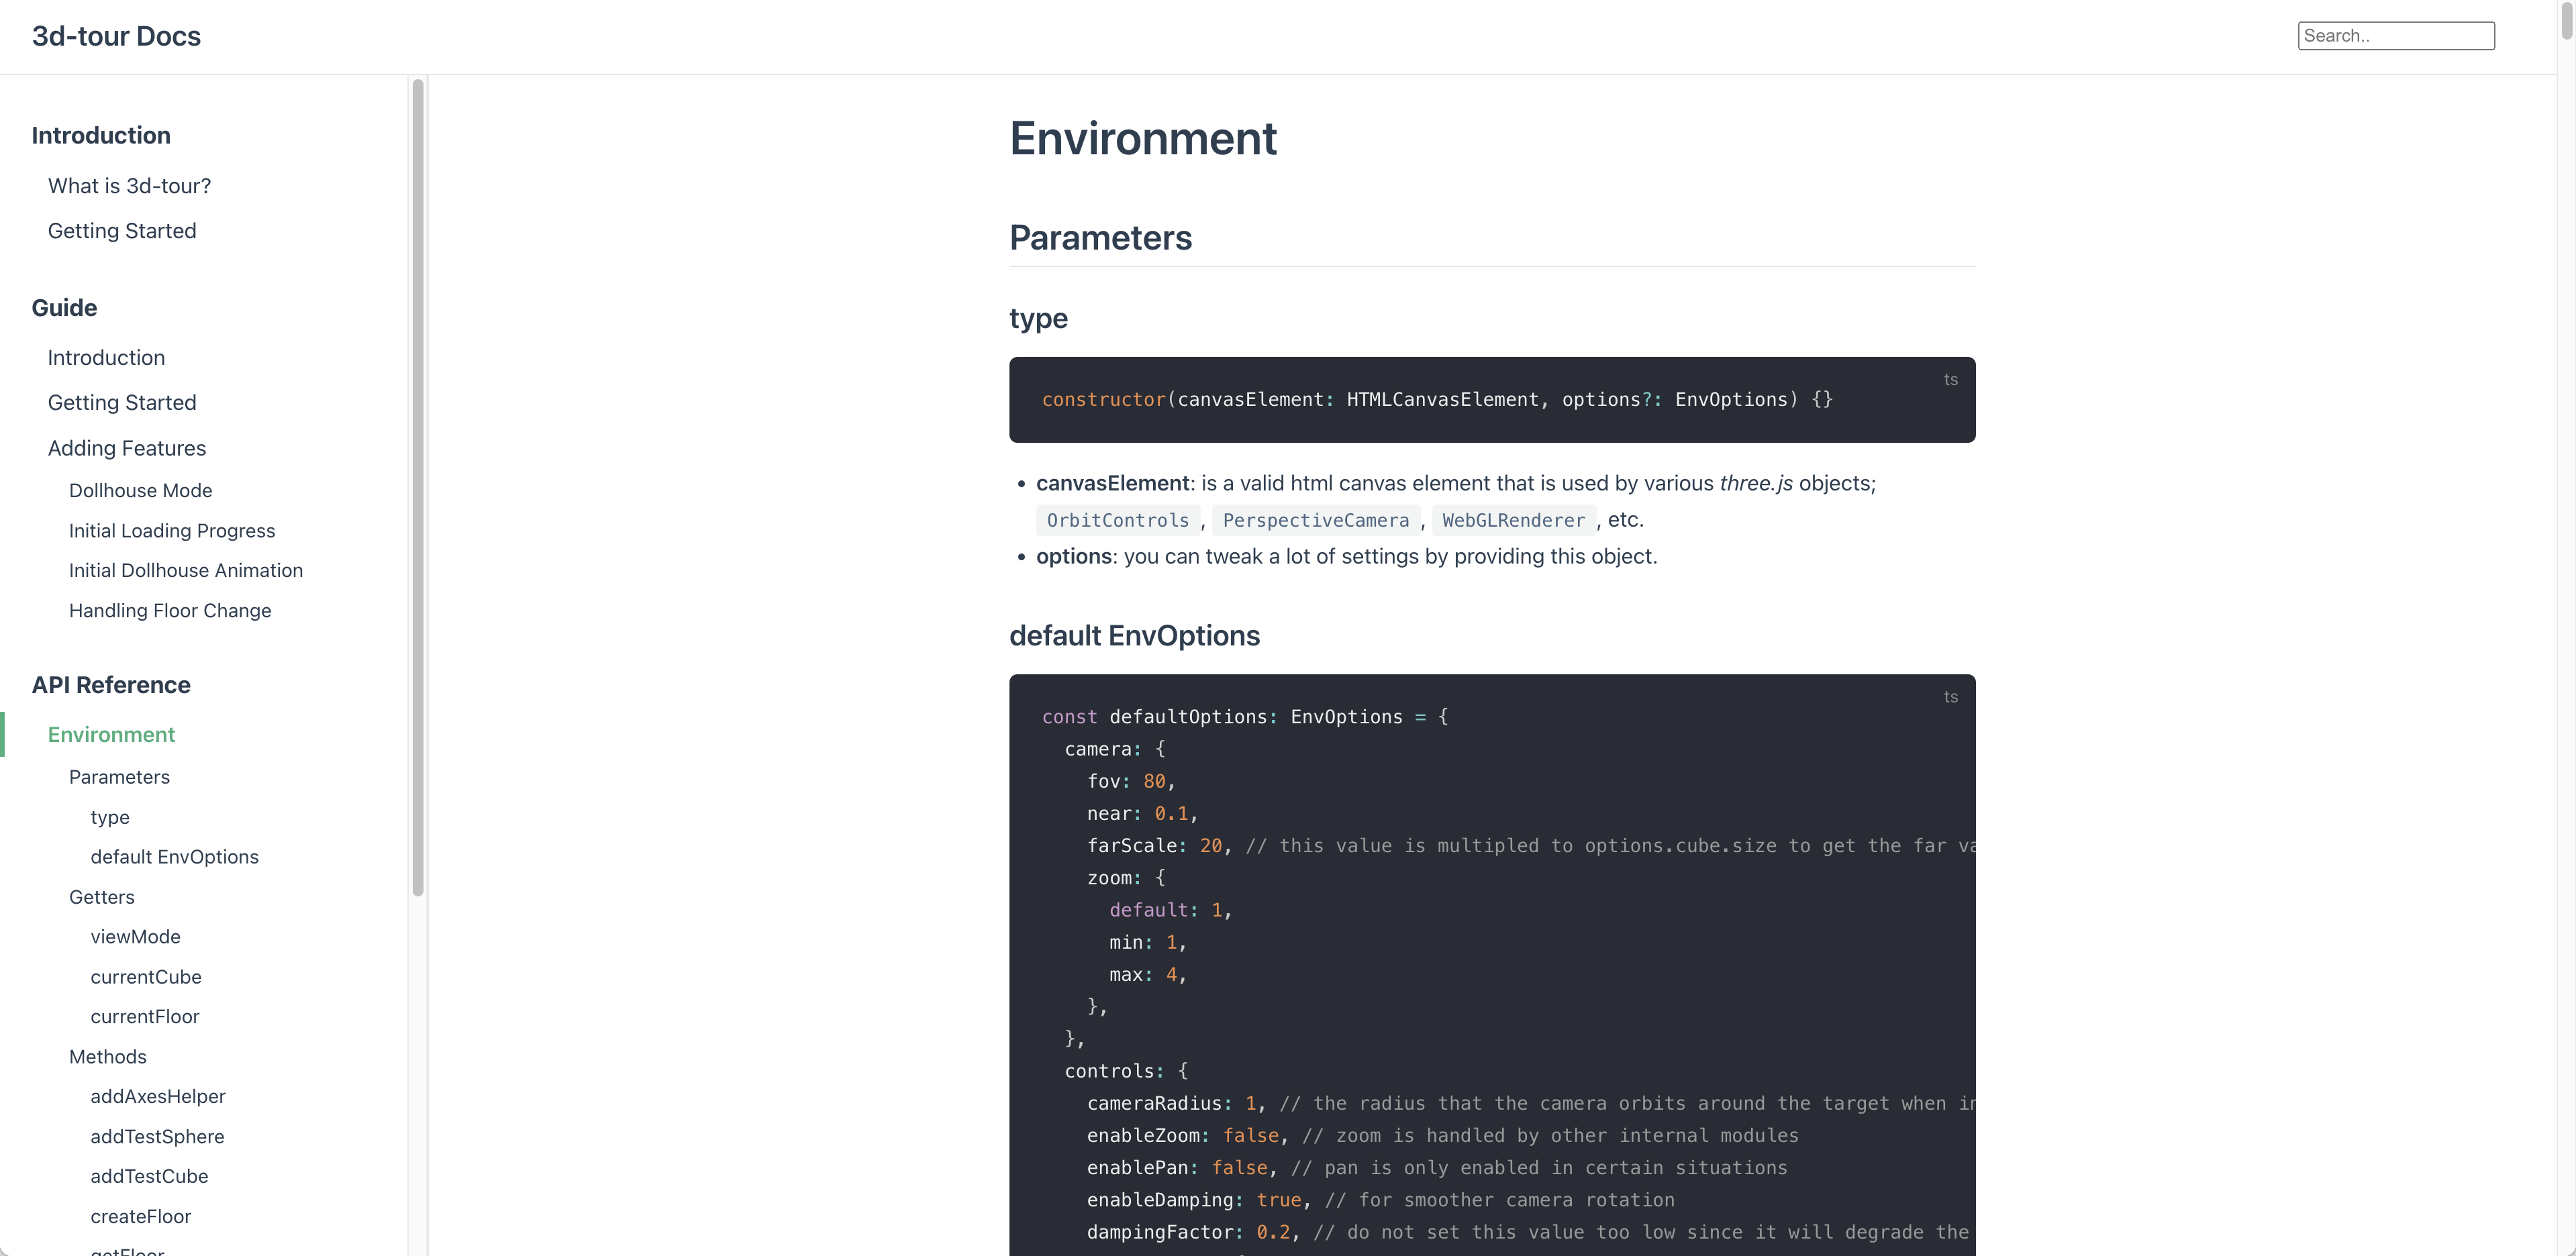 3d-tour Docs
Search..
Introduction
What is 3d-tour?
Getting Started
Guide
Introduction
Getting Started
Adding Features
Dollhouse Mode
Initial Loading Progress
Initial Dollhouse Animation
Handling Floor Change
API Reference
Environment
Parameters
type
default EnvOptions
Getters
viewMode
currentCube
currentFloor
Methods
addAxesHelper
addTestSphere
addTestCube
createFloor
getFloor
Environment
Parameters
type
ts
constructor(canvasElement: HTMLCanvasElement, options?: EnvOptions) {}
• canvasElement: is a valid html canvas element that is used by various three.js objects;
OrbitControls , PerspectiveCamera , WebGLRenderer , etc.
• options: you can tweak a lot of settings by providing this object.
default EnvOptions
ts
const defaultOptions: EnvOptions = {
camera: {
fov: 80,
near: 0.1,
farScale: 20, // this value is multipled to options.cube.size to get the far va
zoom: {
default: 1,
min: 1,
max: 4,
},
},
controls: {
cameraRadius: 1, // the radius that the camera orbits around the target when in
enableZoom: false, // zoom is handled by other internal modules
enablePan: false, // pan is only enabled in certain situations
enableDamping: true, // for smoother camera rotation
dampingFactor: 0.2, // do not set this value too low since it will degrade the